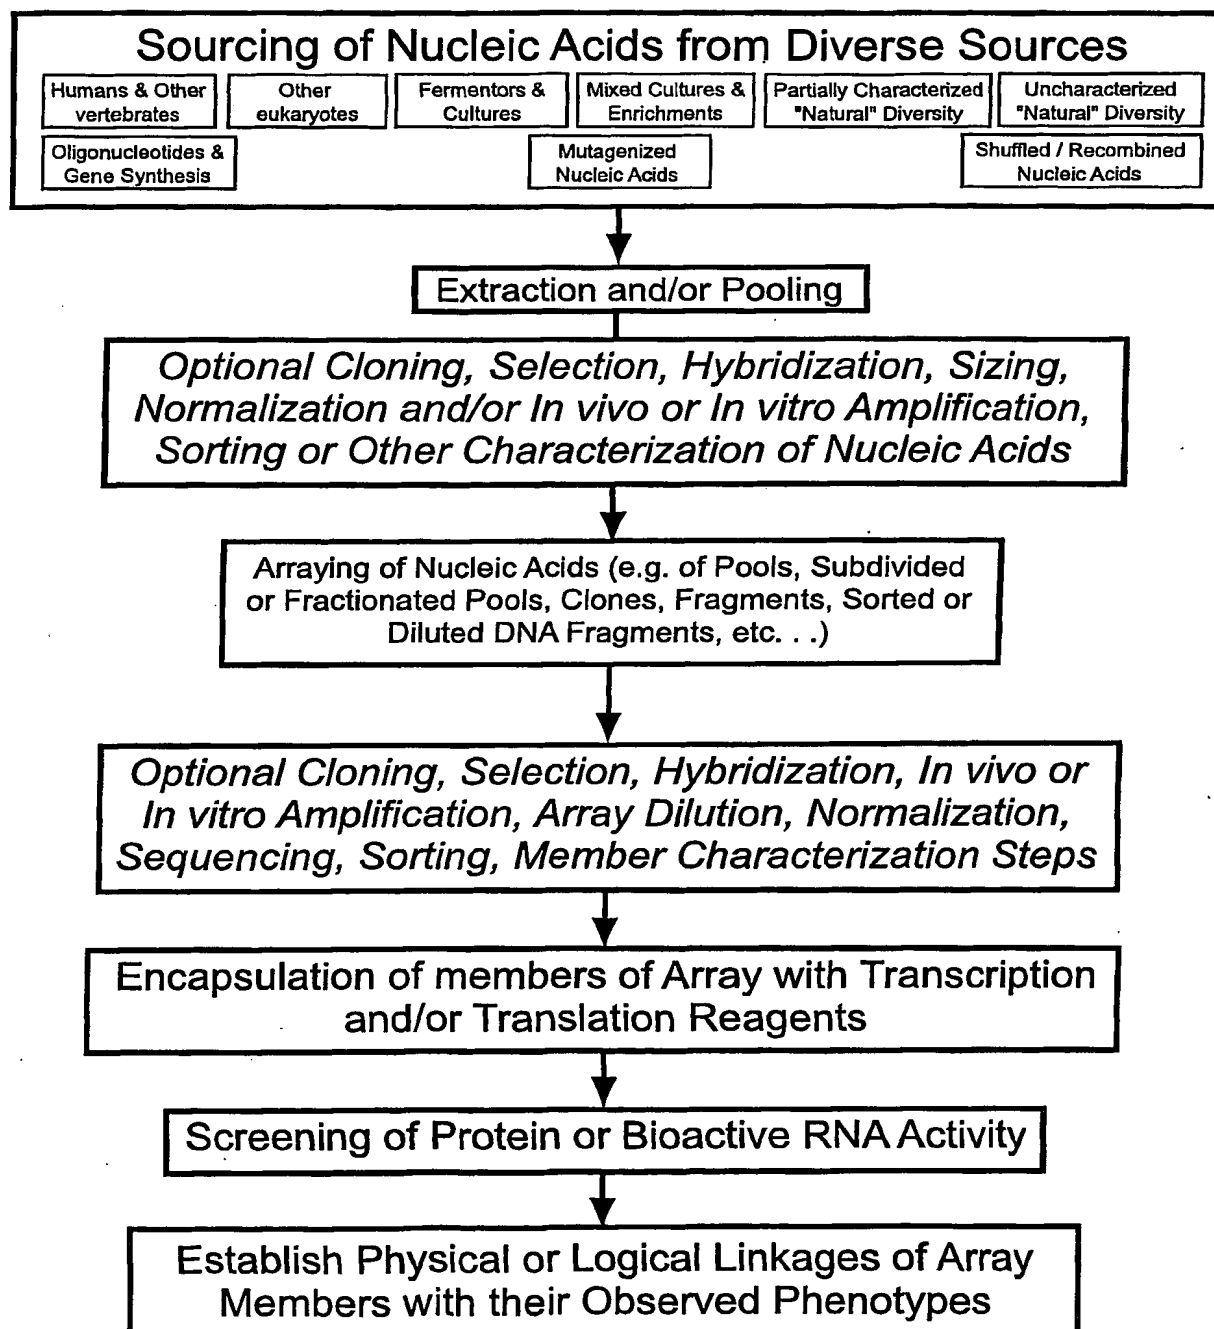 Sourcing of Nucleic Acids from Diverse Sources
Humans & Other
vertebrates
Other
eukaryotes
Fermentors &
Cultures
Mixed Cultures &
Enrichments
Partially Characterized
"Natural" Diversity
Uncharacterized
"Natural" Diversity
Oligonucleotides &
Gene Synthesis
Mutagenized
Nucleic Acids
Shuffled / Recombined
Nucleic Acids
Extraction and/or Pooling
Optional Cloning, Selection, Hybridization, Sizing,
Normalization and/or In vivo or In vitro Amplification,
Sorting or Other Characterization of Nucleic Acids
Arraying of Nucleic Acids (e.g. of Pools, Subdivided
or Fractionated Pools, Clones, Fragments, Sorted or
Diluted DNA Fragments, etc. . .)
Optional Cloning, Selection, Hybridization, In vivo or
In vitro Amplification, Array Dilution, Normalization,
Sequencing, Sorting, Member Characterization Steps
Encapsulation of members of Array with Transcription
and/or Translation Reagents
Screening of Protein or Bioactive RNA Activity
Establish Physical or Logical Linkages of Array
Members with their Observed Phenotypes